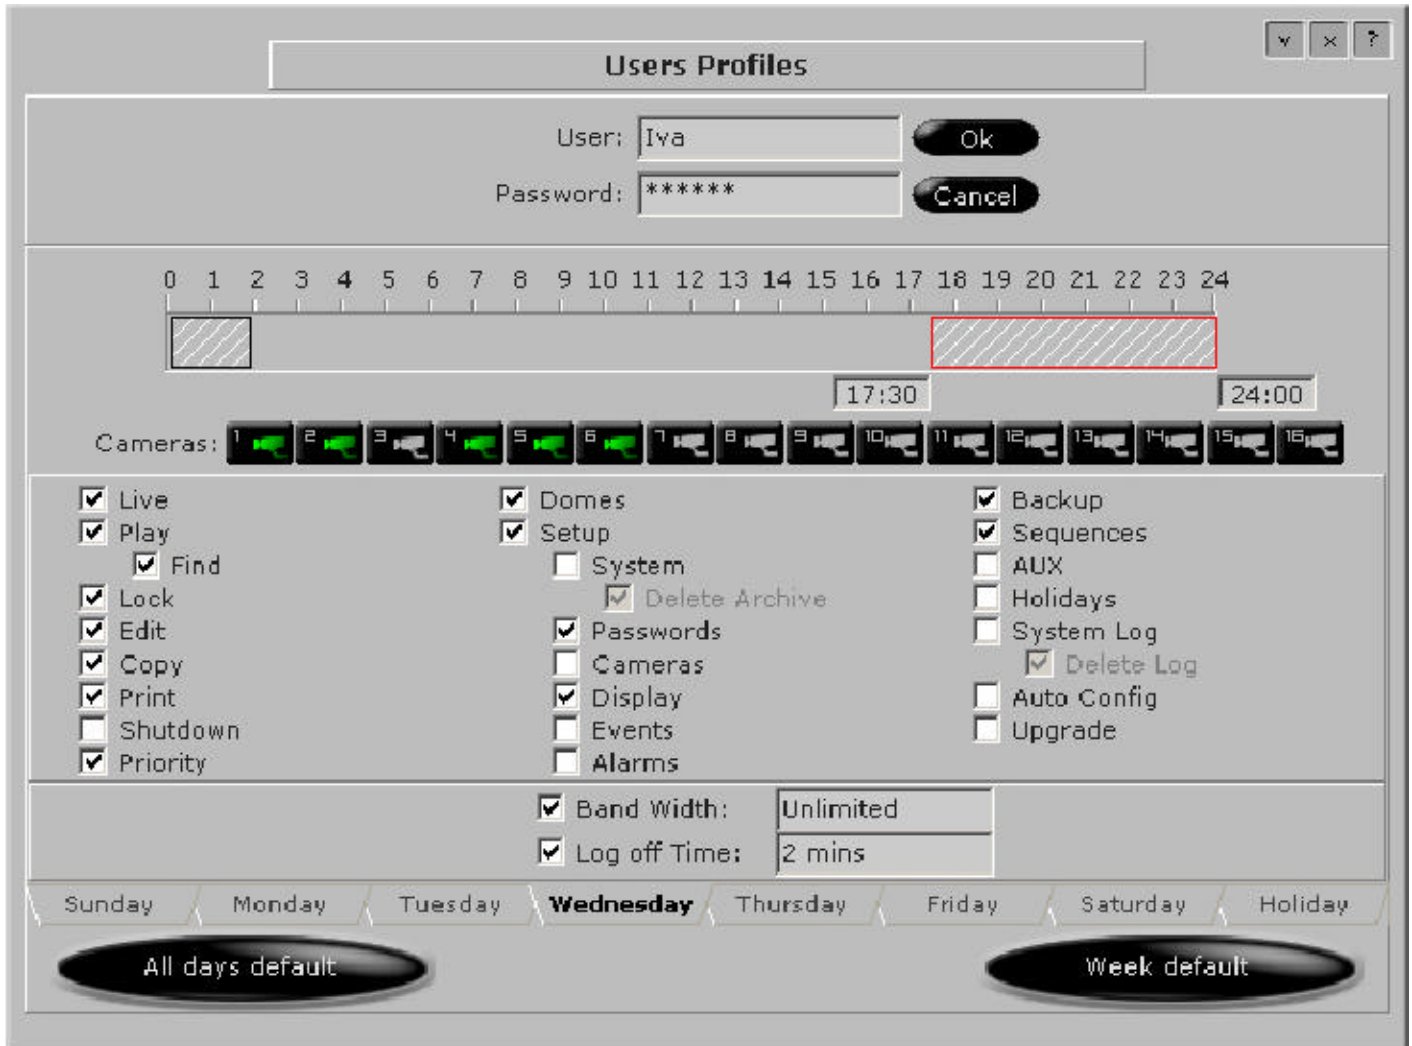 v x ?
Users Profiles
User: Iva Ok
Password: ****** Cancel
0 1 2 3 4 5 6 7 8 9 10 11 12 13 14 15 16 17 18 19 20 21 22 23 24
17:30 24:00
Cameras: 1 2 3 4 5 6 7 8 9 10 11 12 13 14 15 16
Live Domes Backup
Play Setup Sequences
Find System AUX
Lock Delete Archive Holidays
Edit Passwords System Log
Copy Cameras Delete Log
Print Display Auto Config
Shutdown Events Upgrade
Priority Alarms
Band Width: Unlimited
Log off Time: 2 mins
Sunday Monday Tuesday Wednesday Thursday Friday Saturday Holiday
All days default Week default